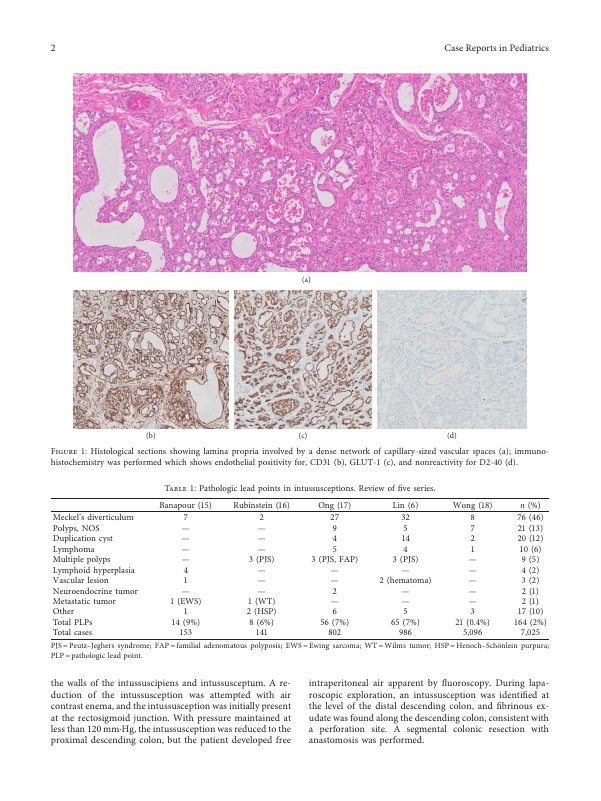 2 Case Reports in Pediatrics
(a)
(b) (c) (d)
Figure 1: Histological sections showing lamina propria involved by a dense network of capillary-sized vascular spaces (a); immuno-
histochemistry was performed which shows endothelial positivity for, CD31 (b), GLUT-1 (c), and nonreactivity for D2-40 (d).
Table 1: Pathologic lead points in intussusceptions. Review of five series.
Banapour (15) Rubinstein (16) Ong (17) Lin (6) Wong (18) n (%)
Meckel's diverticulum 7 2 27 32 8 76 (46)
Polyps, NOS — — 9 5 7 21 (13)
Duplication cyst — — 4 14 2 20 (12)
Lymphoma — — 5 4 1 10 (6)
Multiple polyps — 3 (PJS) 3 (PJS, FAP) 3 (PJS) — 9 (5)
Lymphoid hyperplasia 4 — — — — 4 (2)
Vascular lesion 1 — — 2 (hematoma) — 3 (2)
Neuroendocrine tumor — — 2 — — 2 (1)
Metastatic tumor 1 (EWS) 1 (WT) — — — 2 (1)
Other 1 2 (HSP) 6 5 3 17 (10)
Total PLPs 14 (9%) 8 (6%) 56 (7%) 65 (7%) 21 (0.4%) 164 (2%)
Total cases 153 141 802 986 5,096 7,025
PJS = Peutz–Jeghers syndrome; FAP = familial adenomatous polyposis; EWS = Ewing sarcoma; WT = Wilms tumor; HSP = Henoch–Schönlein purpura;
PLP = pathologic lead point.
the walls of the intussuscipiens and intussusceptum. A re-
duction of the intussusception was attempted with air
contrast enema, and the intussusception was initially present
at the rectosigmoid junction. With pressure maintained at
less than 120 mm·Hg, the intussusception was reduced to the
proximal descending colon, but the patient developed free
intraperitoneal air apparent by fluoroscopy. During lapa-
roscopic exploration, an intussusception was identified at
the level of the distal descending colon, and fibrinous ex-
udate was found along the descending colon, consistent with
a perforation site. A segmental colonic resection with
anastomosis was performed.